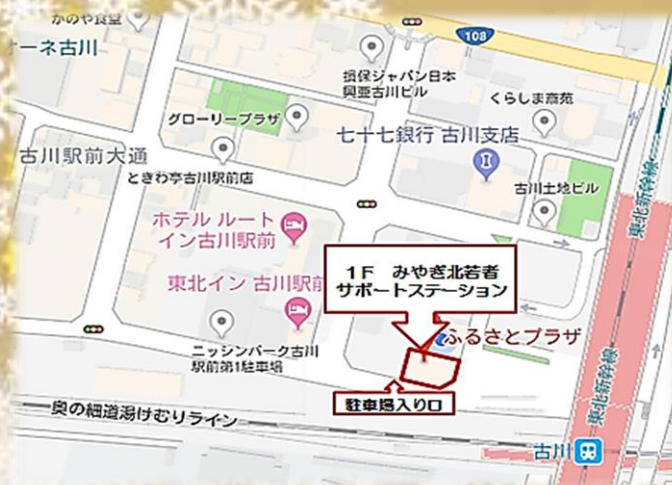 かのや食堂
108
ーネ古川
損保ジャパン日本
興亜古川ビル
くらしま斎苑
グローリープラザ
七十七銀行 古川支店
古川駅前大通
ときわ亭古川駅前店
古川土地ビル
東北新幹線
ホテル ルート
イン古川駅前
1F みやぎ北若者
サポートステーション
東北イン 古川駅前
ふるさとプラザ
ニッシンパーク古川
駅前第1駐車場
東北新幹線
駐車場入り口
奥の細道湯けむりライン
古川